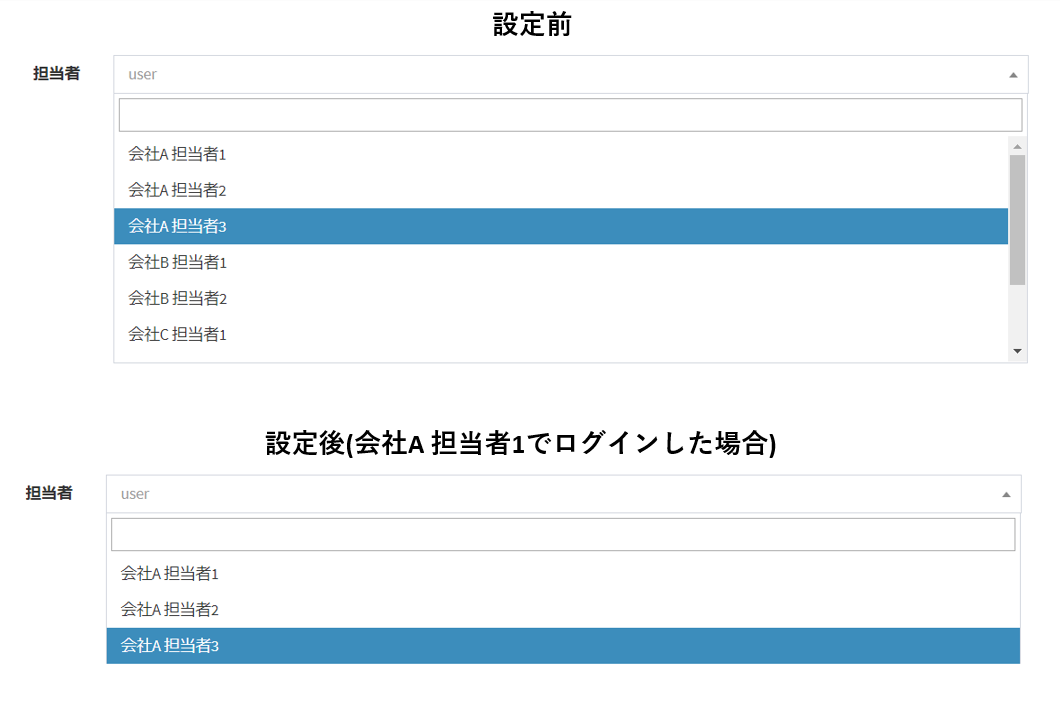 設定前
担当者
user
会社A 担当者1
会社A 担当者2
会社A 担当者3
会社B 担当者1
会社B 担当者2
会社C 担当者1
設定後(会社A 担当者1でログインした場合)
担当者
user
会社A 担当者1
会社A 担当者2
会社A 担当者3